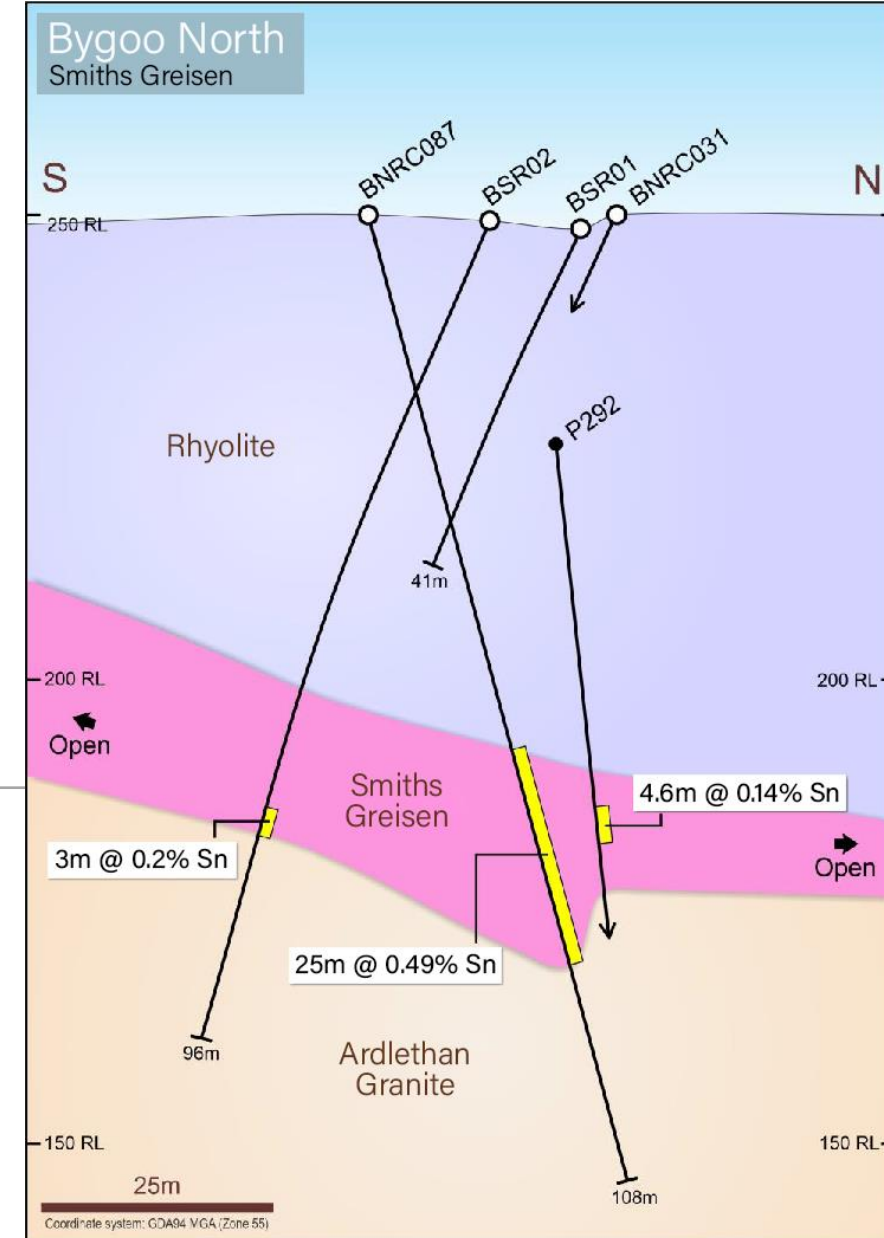 Bygoo North
Smiths Greisen
S
N
BNRC087
BSR02
BSR01
BNRC031
250 RL
P292
Rhyolite
41m
200 RL
200 RL
Open
Smiths
Greisen
4.6m @ 0.14% Sn
3m @ 0.2% Sn
Open
25m @ 0.49% Sn
96m
Ardlethan
Granite
150 RL
150 RL
25m
108m
Coordinate system: GDA94 MGA (Zone 55)